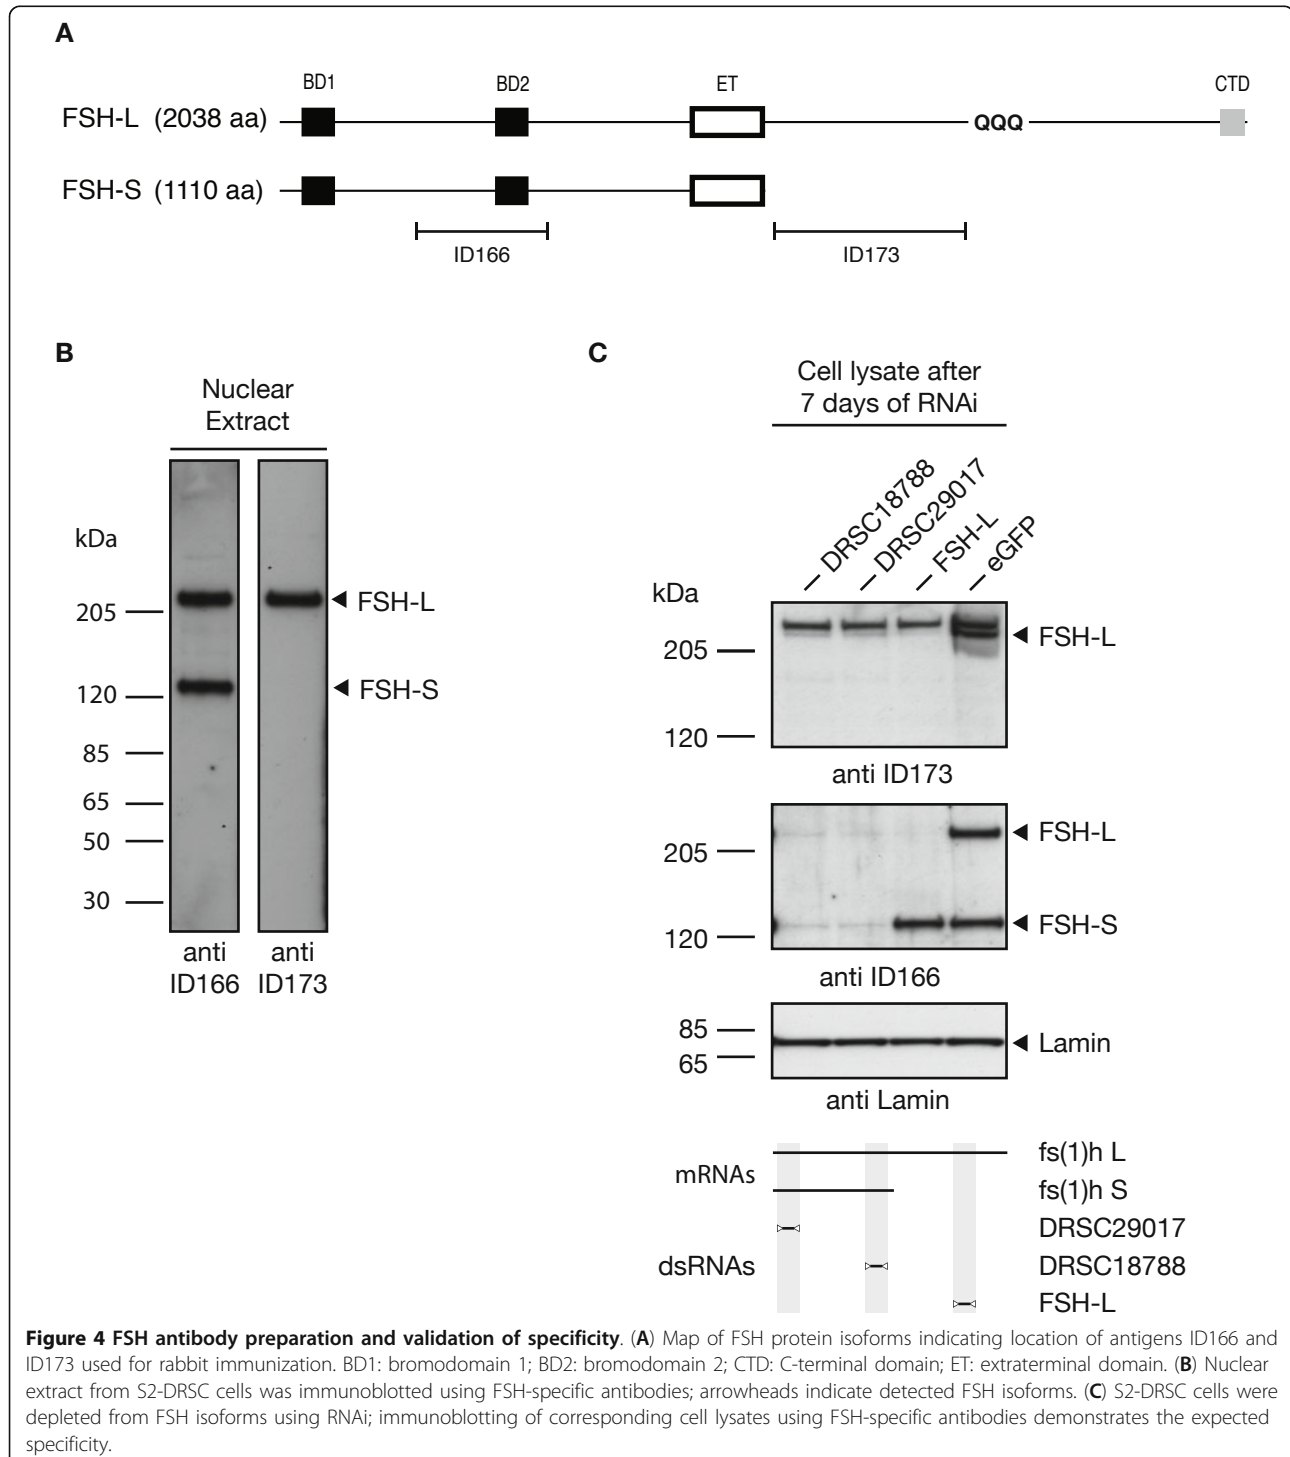 A
BD1 BD2 ET CTD
FSH-L (2038 aa) QQQ
FSH-S (1110 aa)
ID166 ID173
B
Nuclear
Extract
kDa
205
120
85
65
50
30
FSH-L
FSH-S
anti
ID166
anti
ID173
C
Cell lysate after
7 days of RNAi
DRSC18788
DRSC29017
FSH-L
eGFP
kDa
205
120
FSH-L
anti ID173
205
120
FSH-L
FSH-S
anti ID166
85
65
Lamin
anti Lamin
mRNAs
fs(1)h L
fs(1)h S
dsRNAs
DRSC29017
DRSC18788
FSH-L
Figure 4 FSH antibody preparation and validation of specificity. (A) Map of FSH protein isoforms indicating location of antigens ID166 and
ID173 used for rabbit immunization. BD1: bromodomain 1; BD2: bromodomain 2; CTD: C-terminal domain; ET: extraterminal domain. (B) Nuclear
extract from S2-DRSC cells was immunoblotted using FSH-specific antibodies; arrowheads indicate detected FSH isoforms. (C) S2-DRSC cells were
depleted from FSH isoforms using RNAi; immunoblotting of corresponding cell lysates using FSH-specific antibodies demonstrates the expected
specificity.